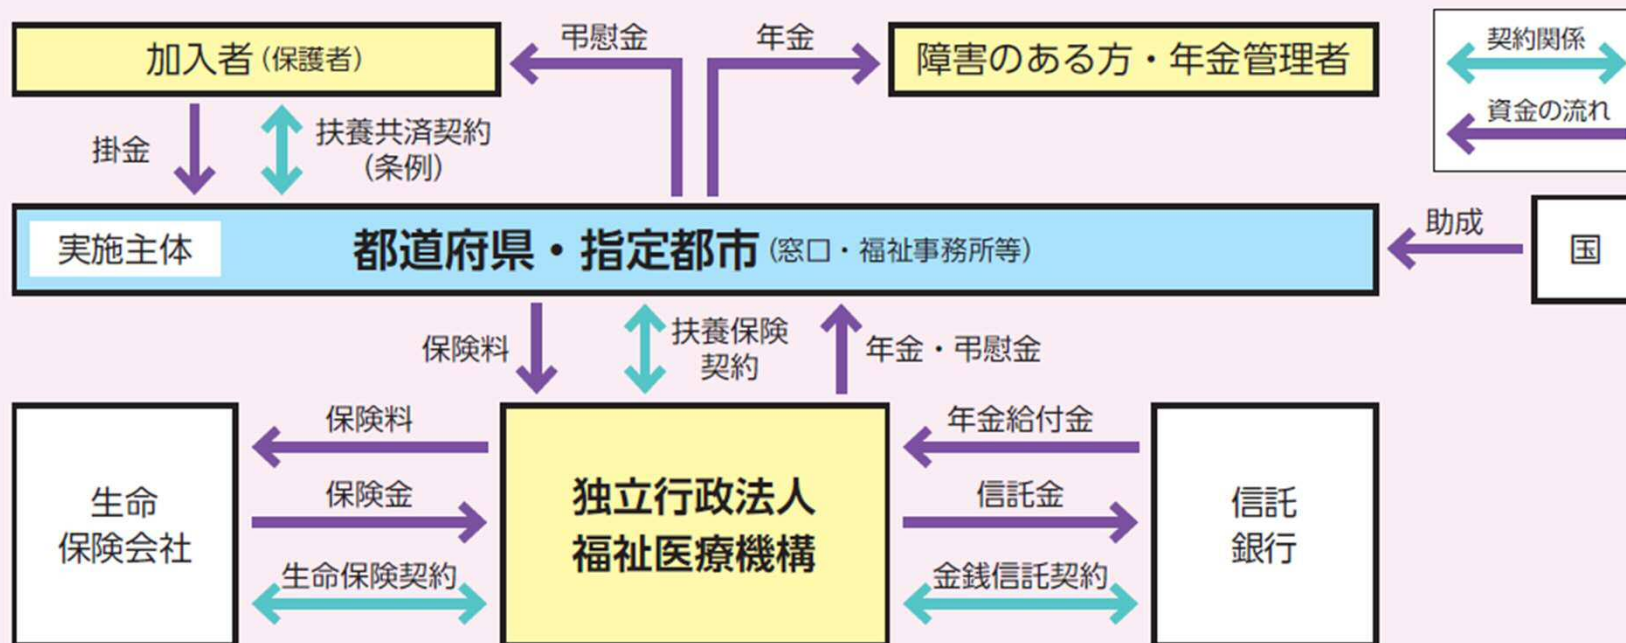 弔慰金
年金
契約関係
加入者(保護者)
障害のある方・年金管理者
資金の流れ
掛金
扶養共済契約
(条例)
助成
実施主体
都道府県・指定都市(窓口・福祉事務所等)
国
保険料
扶養保険
契約
年金・弔慰金
保険料
年金給付金
生命
保険会社
保険金
独立行政法人
福祉医療機構
信託金
信託
銀行
生命保険契約
金銭信託契約